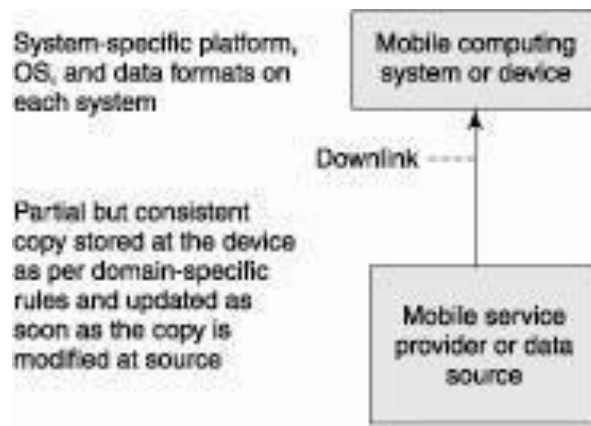 System-specific platform,
OS, and data formats on
each system
Mobile computing
system or device
Downlink
Partial but consistent
copy stored at the device
as per domain-specific
rules and updated as
soon as the copy is
modified at source
Mobile service
provider or data
source